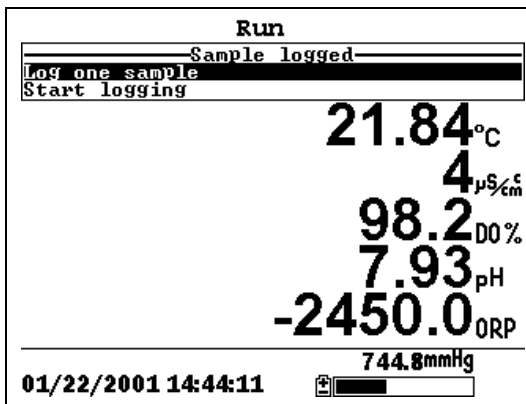 Run
Sample logged
Log one sample
Start logging
21.84°C
4µS/cm c
98.2DO%
7.93pH
-2450.0ORP
744.8mmHg
01/22/2001 14:44:11